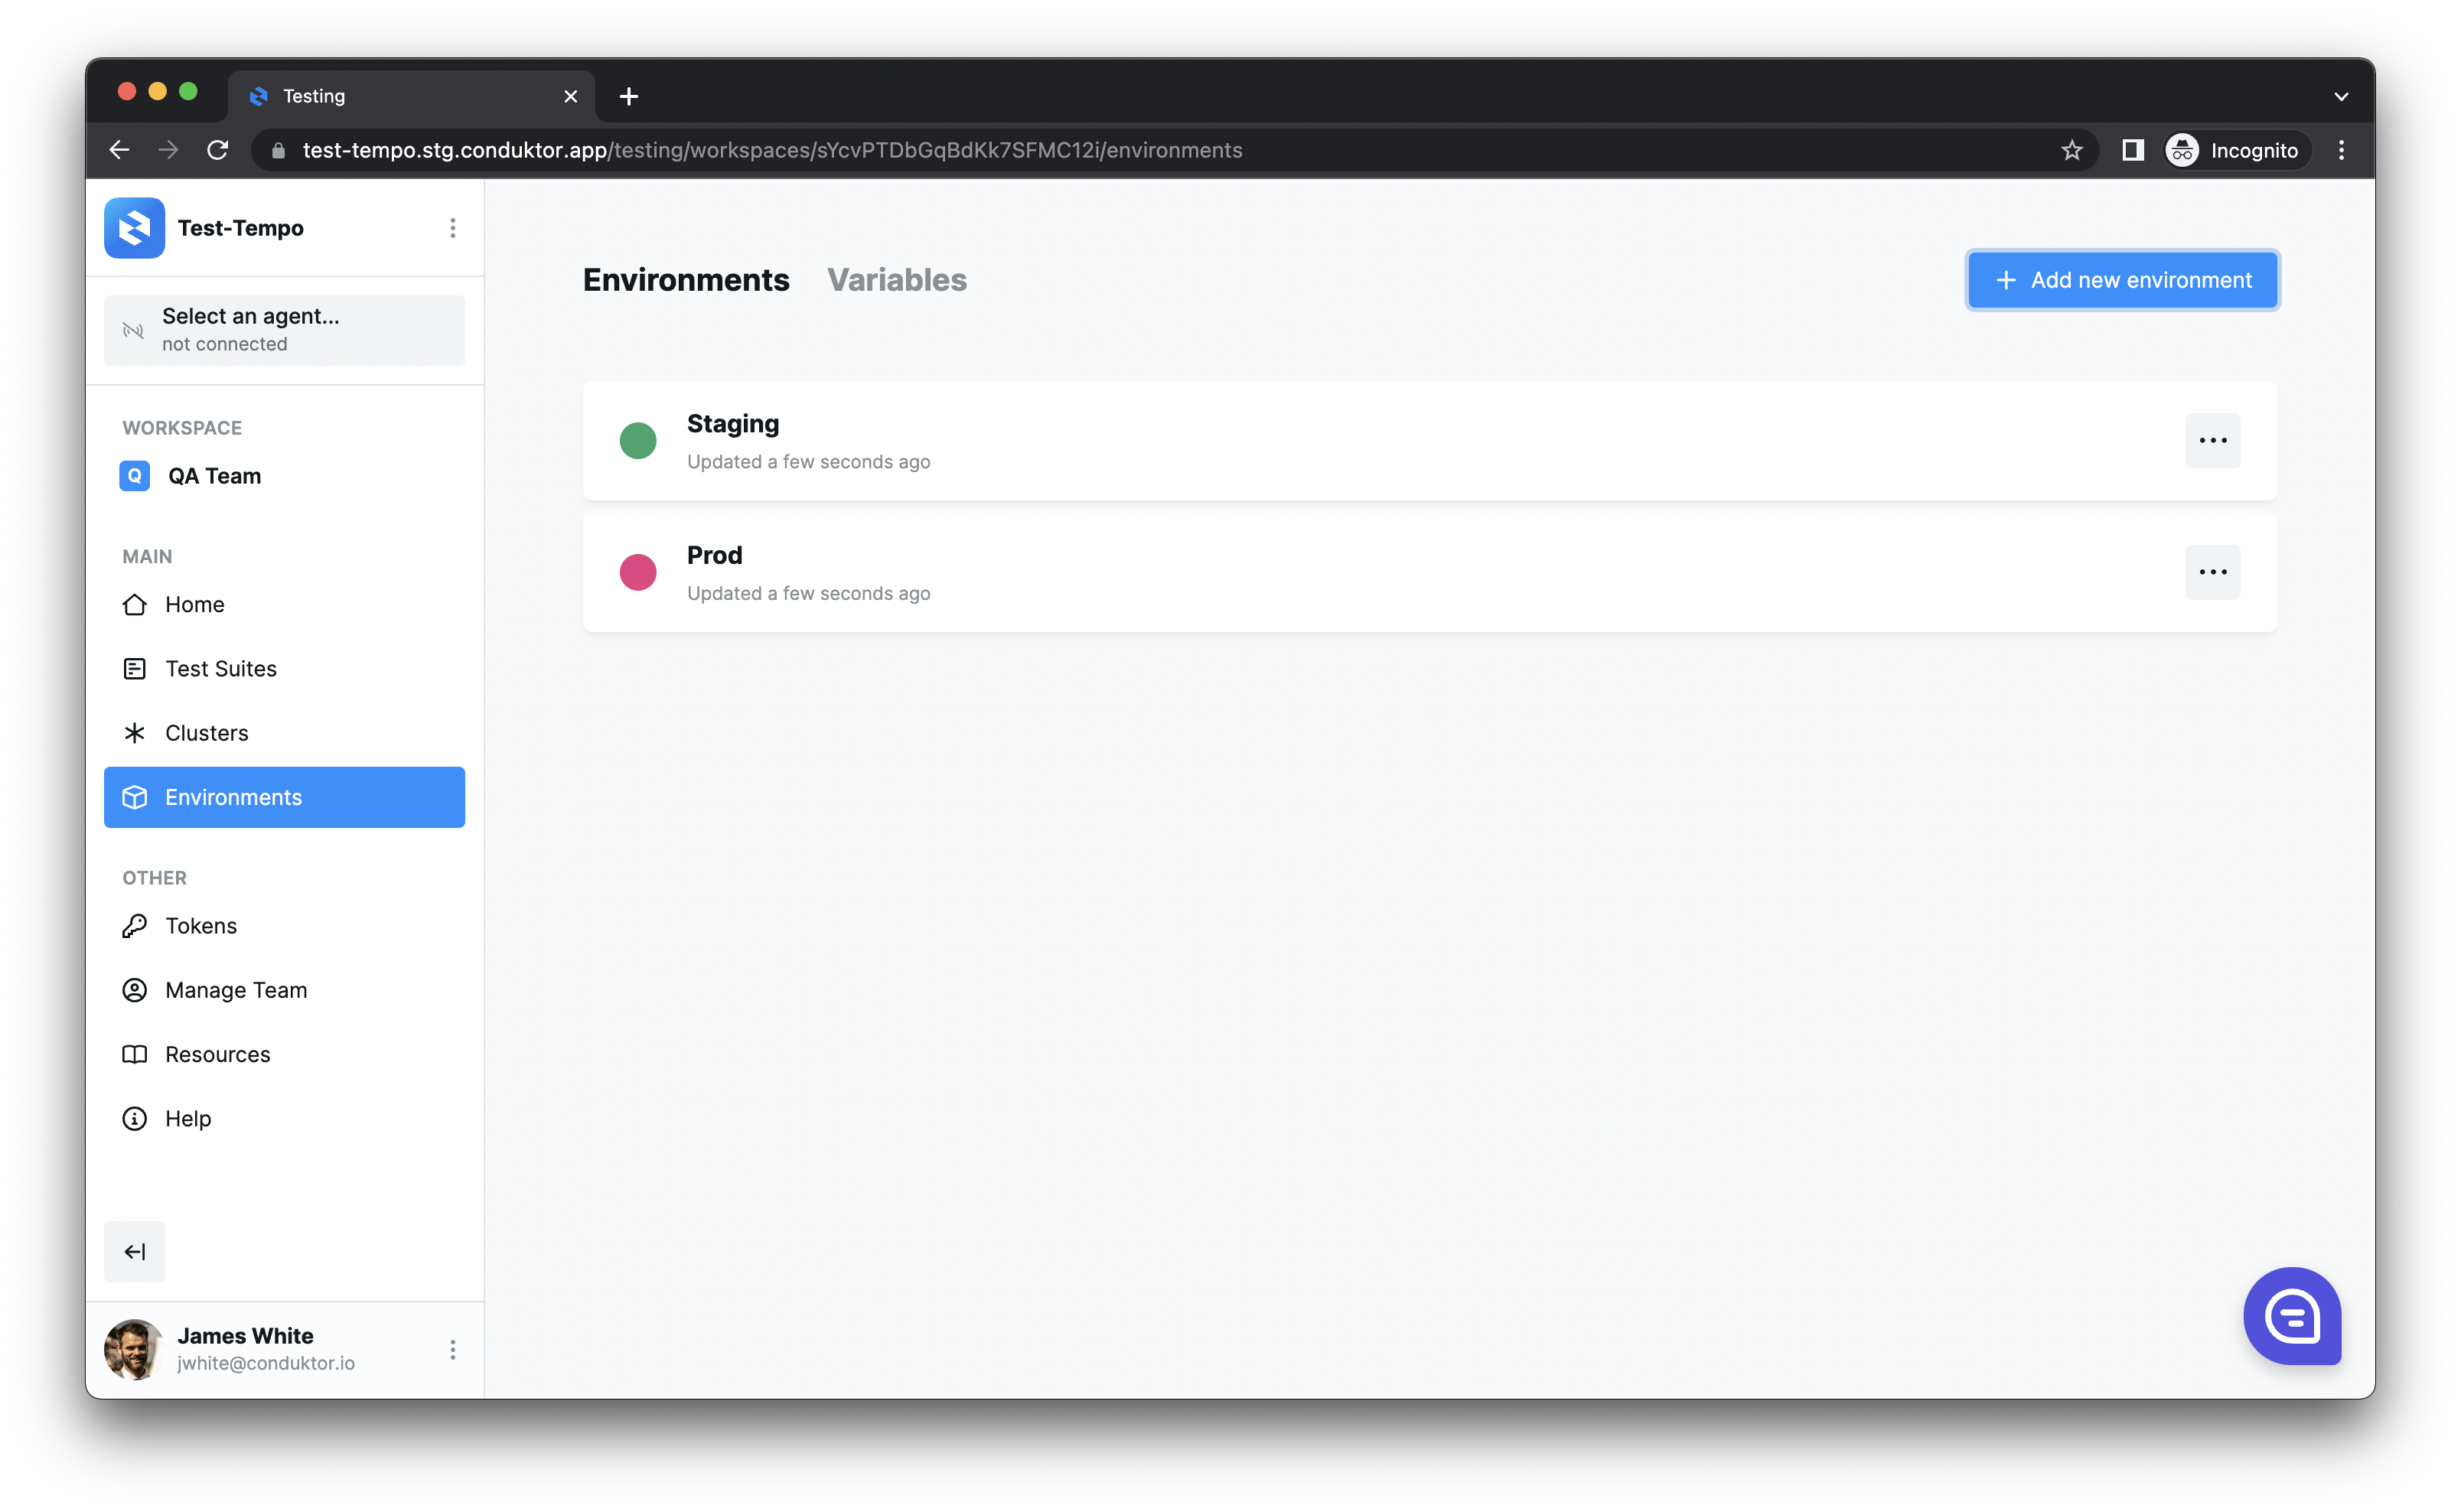 Testing
test-tempo.stg.conduktor.app/testing/workspaces/sYcvPTDbGqBdKk7SFMC12i/environments
Incognito
Test-Tempo
Select an agent...
not connected
WORKSPACE
Q QA Team
MAIN
Home
Test Suites
Clusters
Environments
OTHER
Tokens
Manage Team
Resources
Help
James White
jwhite@conduktor.io
Environments Variables
Add new environment
Staging
Updated a few seconds ago
Prod
Updated a few seconds ago